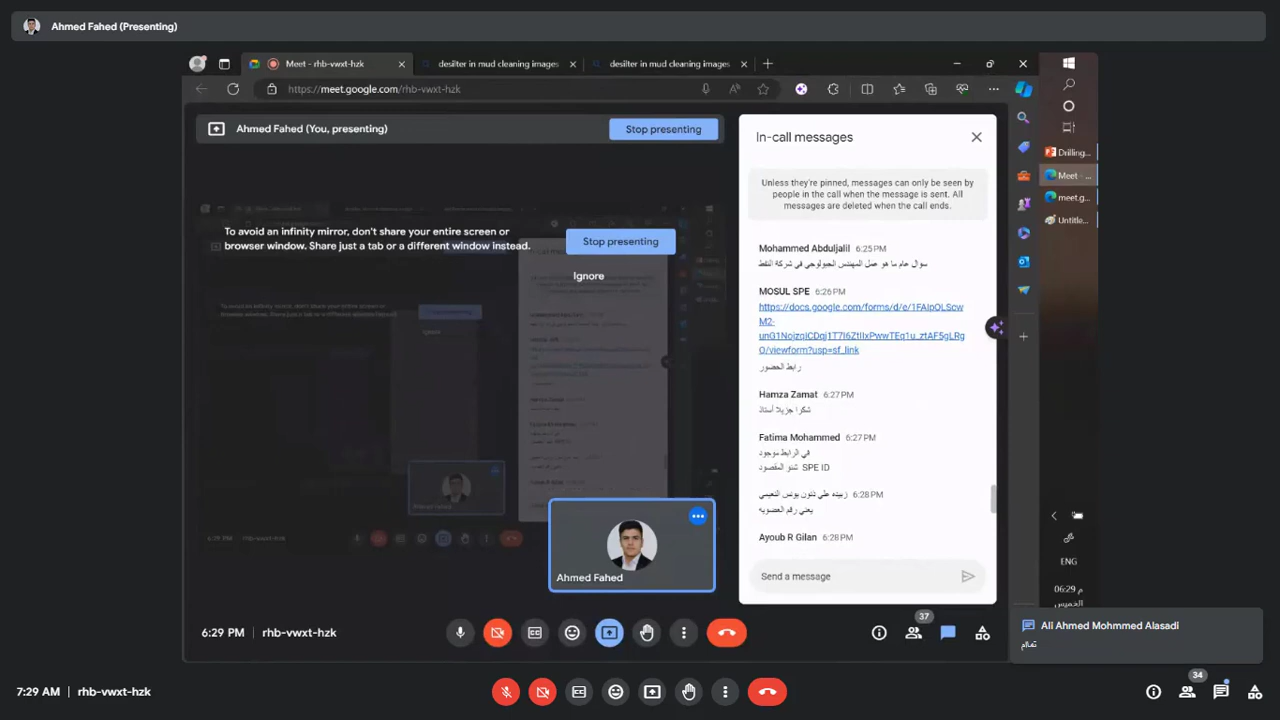 Ahmed Fahed (Presenting)
Meet - rhb-vwxt-hzk
desilter in mud cleaning images
desilter in mud cleaning images
https://meet.google.com/rhb-vwxt-hzk
Ahmed Fahed (You, presenting)
Stop presenting
To avoid an infinity mirror, don't share your entire screen or
browser window. Share just a tab or a different window instead.
Stop presenting
Ignore
Ahmed Fahed
In-call messages
Unless they're pinned, messages can only be seen by
people in the call when the message is sent. All
messages are deleted when the call ends.
Mohammed Abduljalil 6:25 PM
سوال عام ما هو عمل المهندس الجيولوجي في شركة النفط
MOSUL SPE 6:26 PM
رابط الحضور
Hamza Zamat 6:27 PM
شكرا جزيلا أستاذ
Fatima Mohammed 6:27 PM
في الرابط موجود
SPE ID شنو المقصود
زبيده علي ذنون يونس النعيمي 6:28 PM
يعني رقم العضويه
Ayoub R Gilan 6:28 PM
Send a message
Drilling...
Meet - ...
meet.g...
Untitle...
ENG
06:29 م
الخميس
6:29 PM
rhb-vwxt-hzk
37
Ali Ahmed Mohmmed Alasadi
تمام
7:29 AM
rhb-vwxt-hzk
34